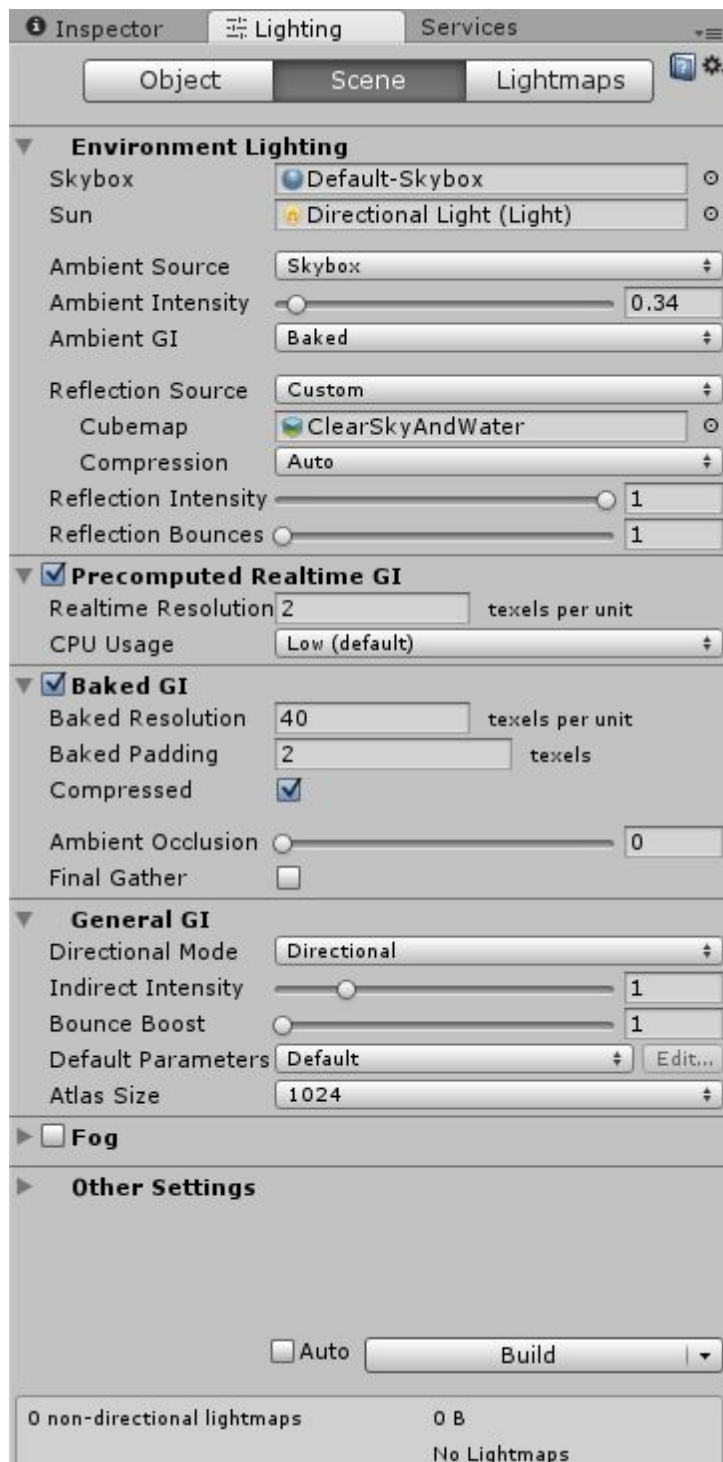 Inspector Lighting Services
Object Scene Lightmaps
Environment Lighting
Skybox Default-Skybox
Sun Directional Light (Light)
Ambient Source Skybox
Ambient Intensity 0.34
Ambient GI Baked
Reflection Source Custom
Cubemap ClearSkyAndWater
Compression Auto
Reflection Intensity 1
Reflection Bounces 1
Precomputed Realtime GI
Realtime Resolution 2 texels per unit
CPU Usage Low (default)
Baked GI
Baked Resolution 40 texels per unit
Baked Padding 2 texels
Compressed
Ambient Occlusion 0
Final Gather
General GI
Directional Mode Directional
Indirect Intensity 1
Bounce Boost 1
Default Parameters Default Edit...
Atlas Size 1024
Fog
Other Settings
Auto Build
0 non-directional lightmaps 0 B
No Lightmaps